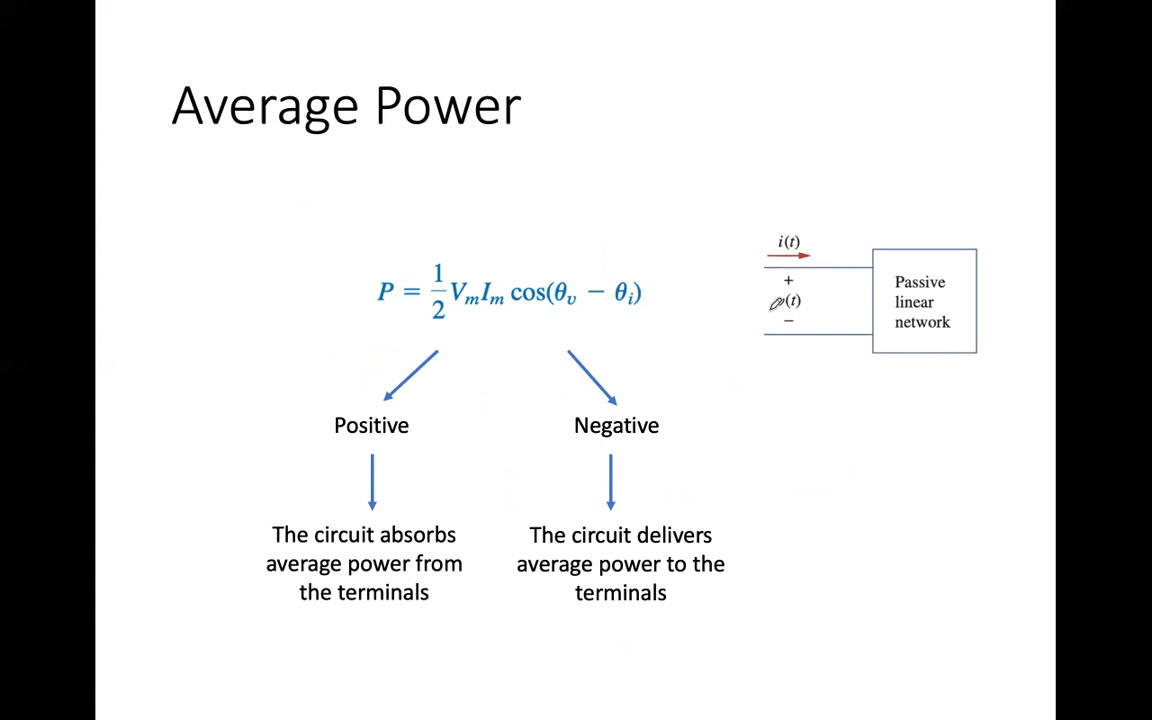 Average Power
P = 1/2 VₘIₘ cos(θᵥ − θᵢ)
i(t)
+
(t)
−
Passive
linear
network
Positive
Negative
The circuit absorbs
average power from
the terminals
The circuit delivers
average power to the
terminals